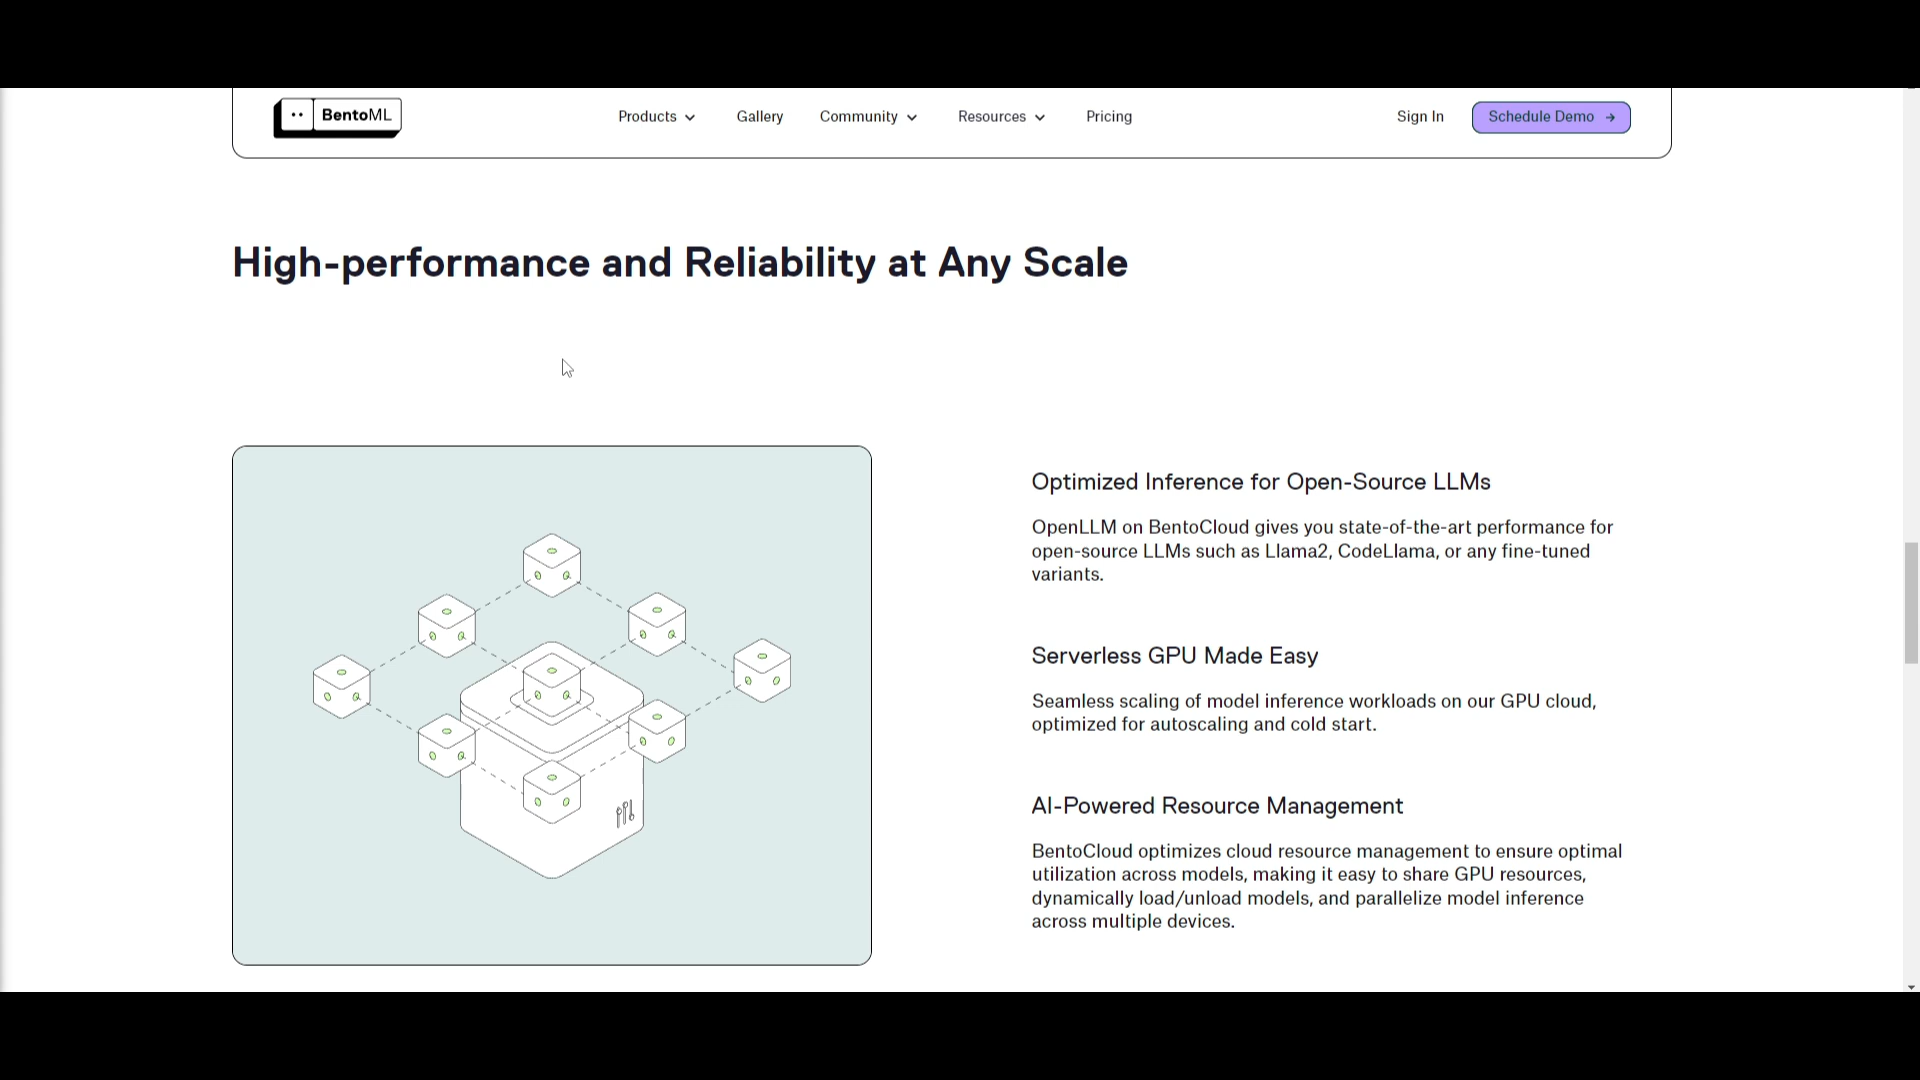 BentoML
Products
Gallery
Community
Resources
Pricing
Sign In
Schedule Demo
High-performance and Reliability at Any Scale
Optimized Inference for Open-Source LLMs
OpenLLM on BentoCloud gives you state-of-the-art performance for
open-source LLMs such as Llama2, CodeLlama, or any fine-tuned
variants.
Serverless GPU Made Easy
Seamless scaling of model inference workloads on our GPU cloud,
optimized for autoscaling and cold start.
AI-Powered Resource Management
BentoCloud optimizes cloud resource management to ensure optimal
utilization across models, making it easy to share GPU resources,
dynamically load/unload models, and parallelize model inference
across multiple devices.